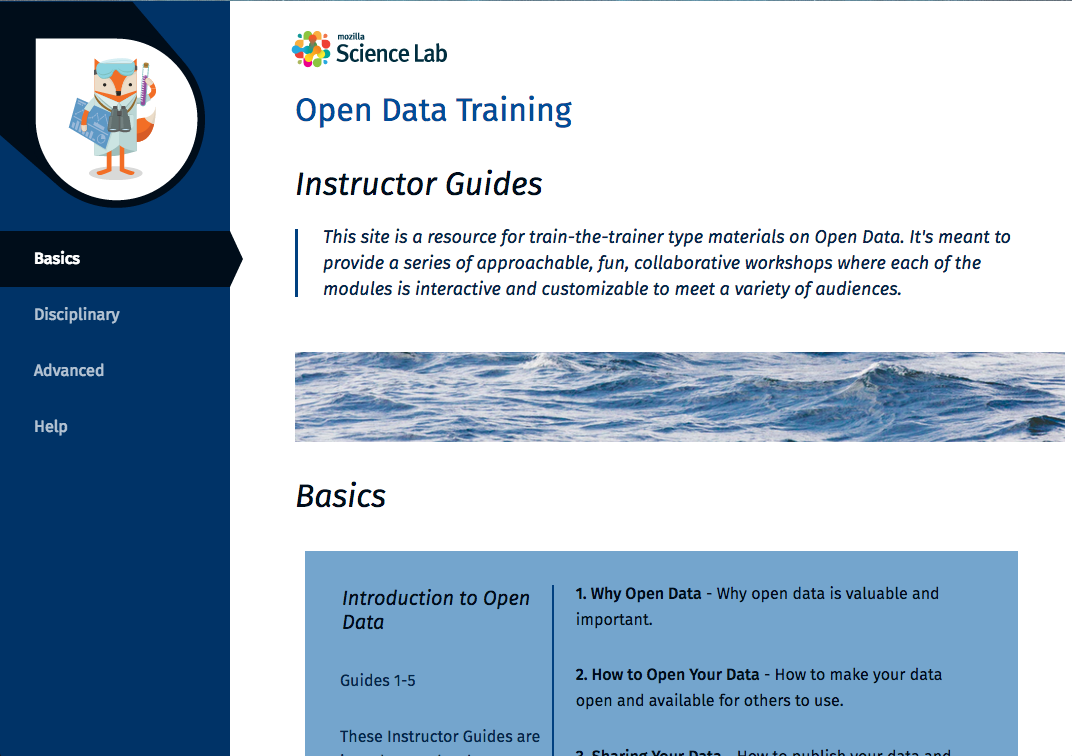 Basics
Disciplinary
Advanced
Help
mozilla
Science Lab
Open Data Training
Instructor Guides
This site is a resource for train-the-trainer type materials on Open Data. It's meant to
provide a series of approachable, fun, collaborative workshops where each of the
modules is interactive and customizable to meet a variety of audiences.
Basics
Introduction to Open
Data
Guides 1-5
These Instructor Guides are
1. Why Open Data - Why open data is valuable and
important.
2. How to Open Your Data - How to make your data
open and available for others to use.
3. Sharing Your Data - How to publish your data and